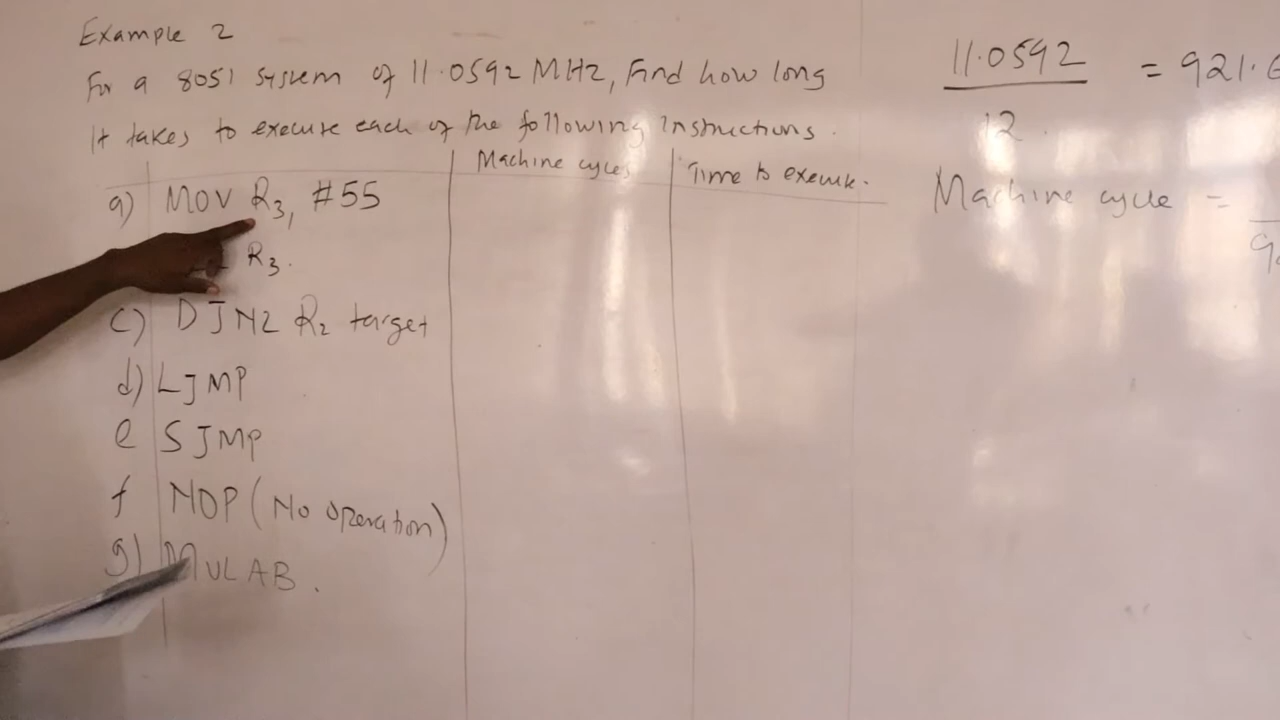 Example 2
For a 8051 system of 11.0592 MHz, Find how long
It takes to execute each of the following Instructions.
Machine cycles Time to execute.
a) MOV R3, #55
R3.
c) DJNZ R2 target
d) LJMP
e SJMP
f NOP (No operation)
g) MUL AB.
11.0592 = 921.6
12.
Machine cycle =